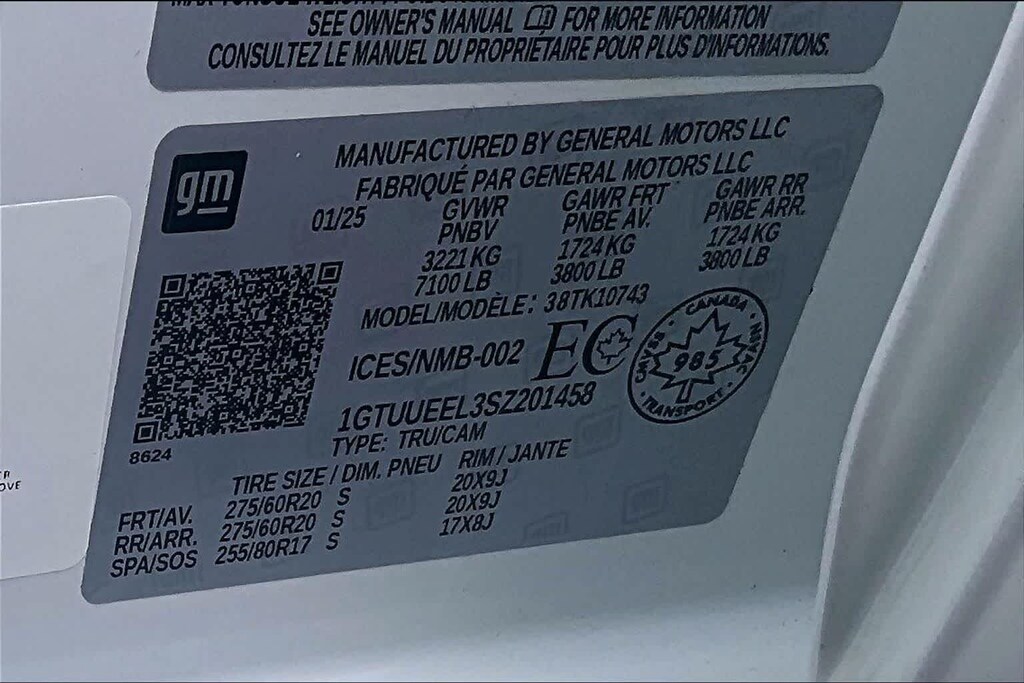 SEE OWNER'S MANUAL FOR MORE INFORMATION
CONSULTEZ LE MANUEL DU PROPRIÉTAIRE POUR PLUS D'INFORMATIONS.
gm
MANUFACTURED BY GENERAL MOTORS LLC
FABRIQUÉ PAR GENERAL MOTORS LLC
01/25 GVWR GAWR FRT GAWR RR
PNBV PNBE AV. PNBE ARR.
3221 KG 1724 KG 1724 KG
7100 LB 3800 LB 3800 LB
MODEL/MODÈLE: 38TK10743
ICES/NMB-002 EC
CANADA
985
TRANSPORT
1GTUUEEL3SZ201458
TYPE: TRU/CAM
8624
TIRE SIZE / DIM. PNEU RIM / JANTE
FRT/AV. 275/60R20 S 20X9J
RR/ARR. 275/60R20 S 20X9J
SPA/SOS 255/80R17 S 17X8J